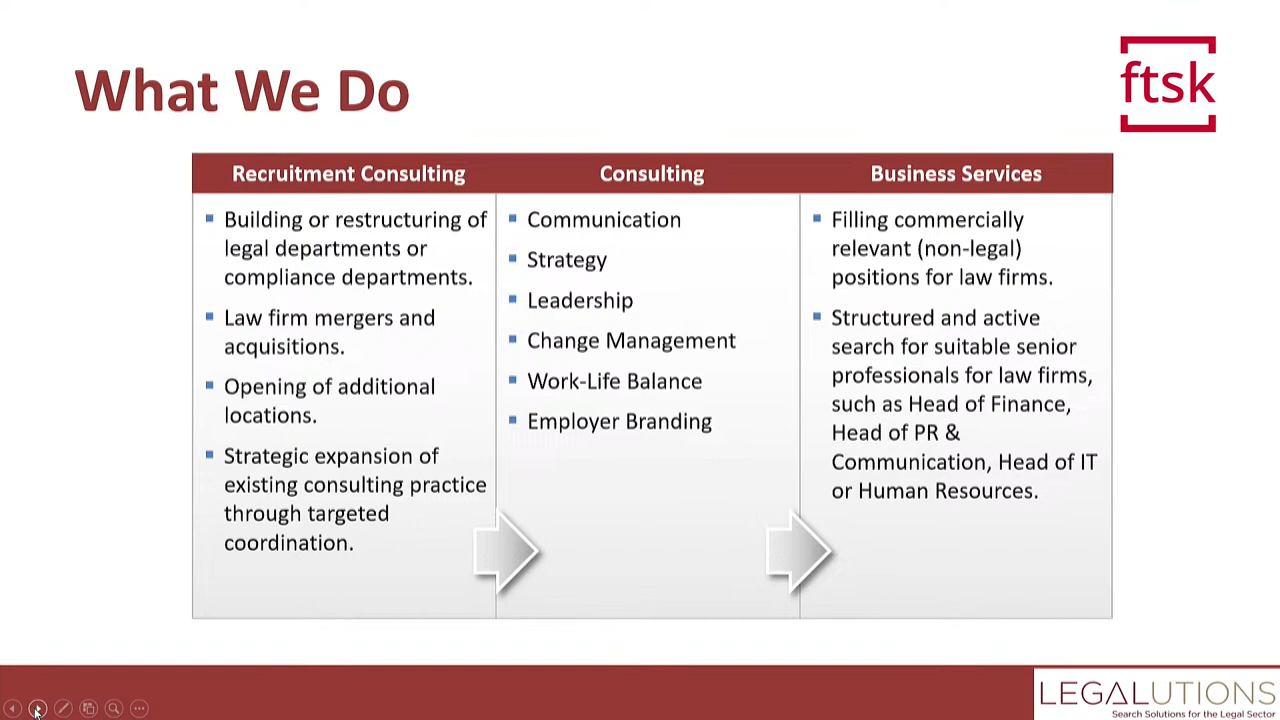 What We Do
ftsk
Recruitment Consulting
Building or restructuring of
legal departments or
compliance departments.
Law firm mergers and
acquisitions.
Opening of additional
locations.
Strategic expansion of
existing consulting practice
through targeted
coordination.
Consulting
Communication
Strategy
Leadership
Change Management
Work-Life Balance
Employer Branding
Business Services
Filling commercially
relevant (non-legal)
positions for law firms.
Structured and active
search for suitable senior
professionals for law firms,
such as Head of Finance,
Head of PR &
Communication, Head of IT
or Human Resources.
LEGALUTIONS
Search Solutions for the Legal Sector